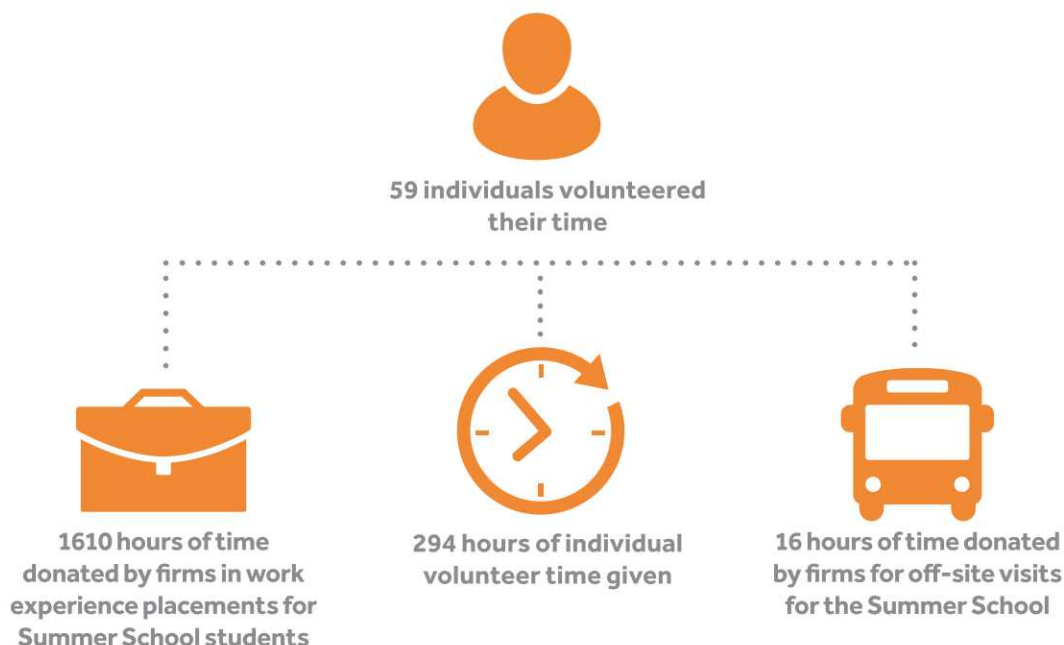 59 individuals volunteered
their time
1610 hours of time
donated by firms in work
experience placements for
Summer School students
294 hours of individual
volunteer time given
16 hours of time donated
by firms for off-site visits
for the Summer School